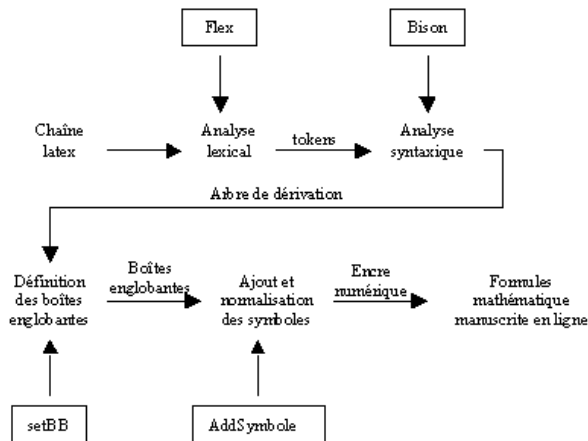 Flex
Bison
Chaîne
latex
Analyse
lexical
tokens
Analyse
syntaxique
Arbre de dérivation
Définition
des boîtes
englobantes
Boîtes
englobantes
Ajout et
normalisation
des symboles
Encre
numérique
Formules
mathématique
manuscrite en ligne
setBB
AddSymbole